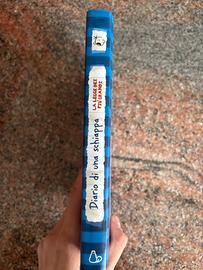 LA LEGGE DEI
PIÙ GRANDI
Diario di una schiappa